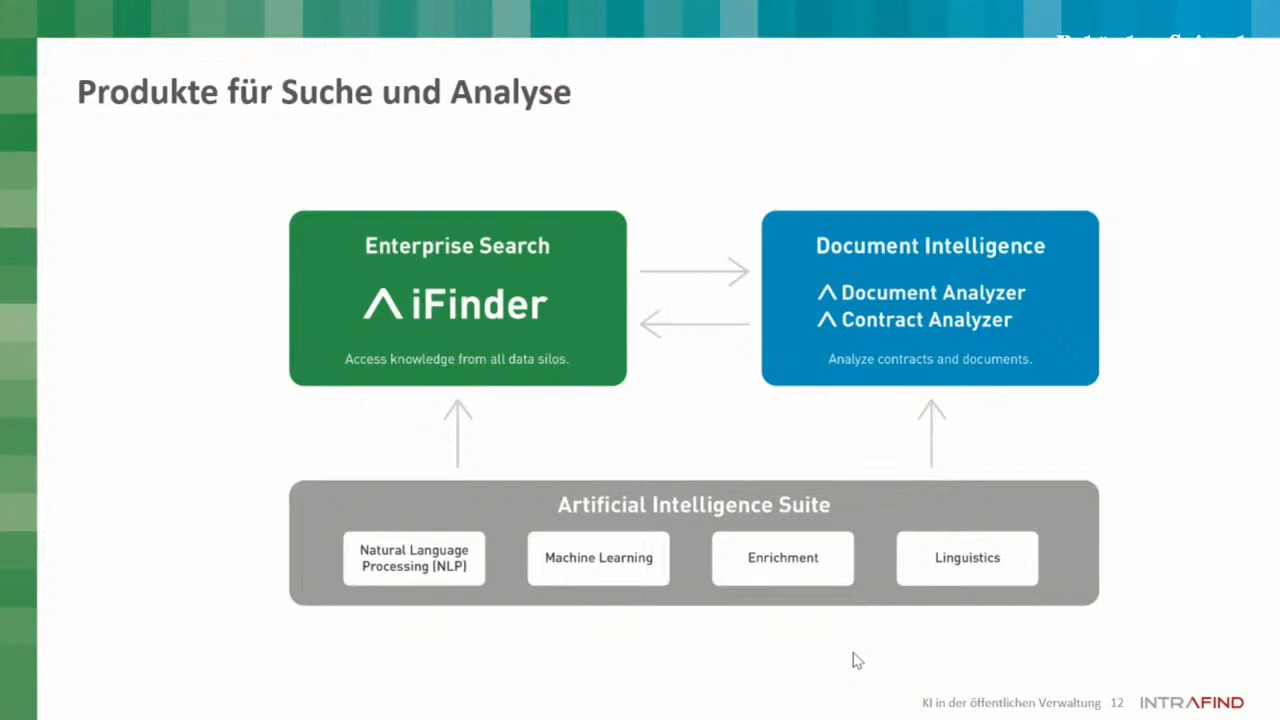 Produkte für Suche und Analyse
Enterprise Search
iFinder
Access knowledge from all data silos.
Document Intelligence
Document Analyzer
Contract Analyzer
Analyze contracts and documents.
Artificial Intelligence Suite
Natural Language
Processing (NLP)
Machine Learning
Enrichment
Linguistics
KI in der öffentlichen Verwaltung 12 INTRAFIND